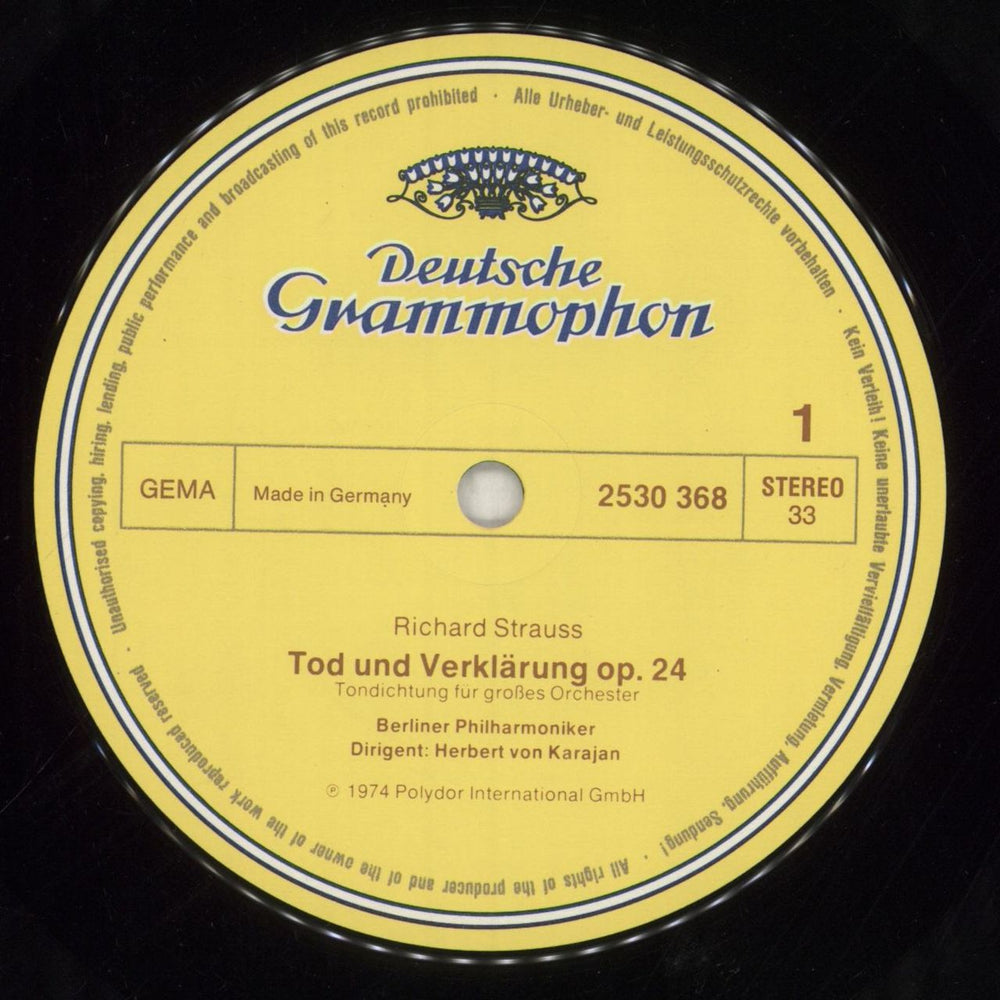 Deutsche
Grammophon
1
GEMA
Made in Germany
2530 368
STEREO
33
Richard Strauss
Tod und Verklärung op. 24
Tondichtung für großes Orchester
Berliner Philharmoniker
Dirigent: Herbert von Karajan
℗ 1974 Polydor International GmbH
Alle Urheber- und Leistungsschutzrechte vorbehalten · Kein Verleih! Keine unerlaubte Vervielfältigung, Vermietung, Aufführung, Sendung! · All rights of the producer and of the owner of the work reproduced reserved · Unauthorised copying, hiring, lending, public performance and broadcasting of this record prohibited ·